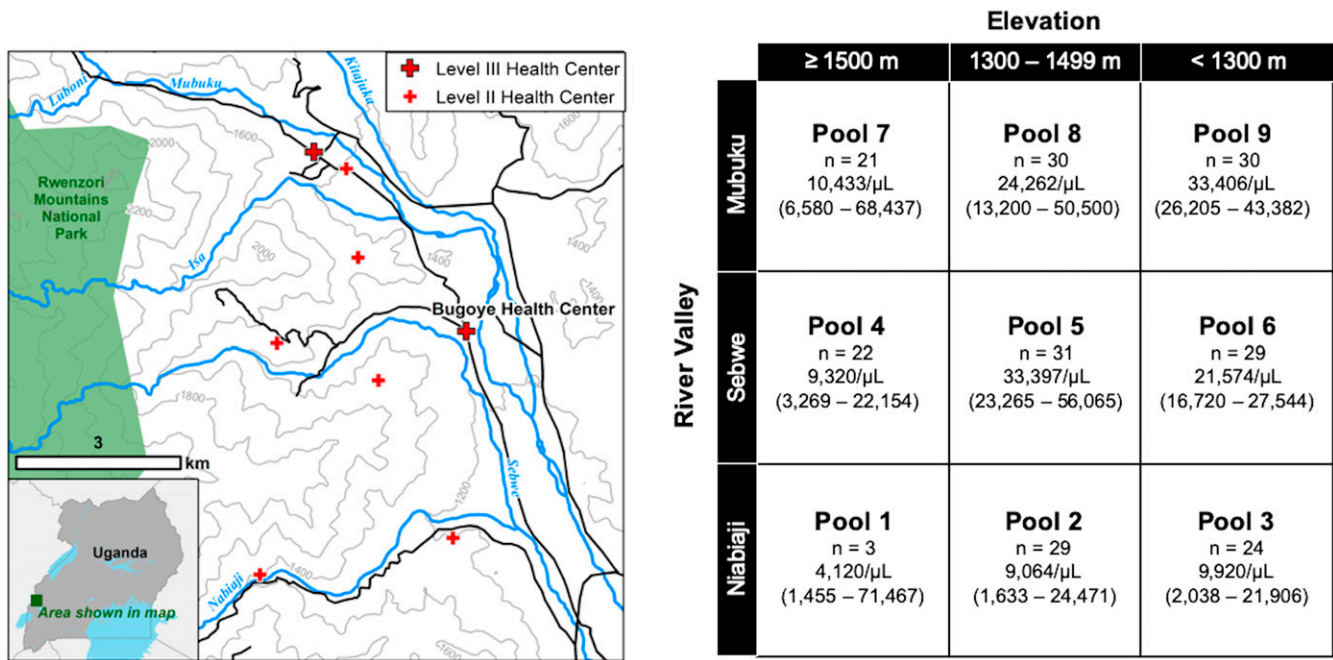 Level III Health Center
Level II Health Center
Luboni
Mubuku
Kitajuka
1600
2000
2200
Rwenzori
Mountains
National
Park
Isa
2000
1400
1400
1400
Bugoye Health Center
1800
3
km
Sebwe
1200
Uganda
Area shown in map
Nabiaji
1400
Elevation
≥ 1500 m
1300 – 1499 m
< 1300 m
River Valley
Mubuku
Pool 7
n = 21
10,433/µL
(6,580 – 68,437)
Pool 8
n = 30
24,262/µL
(13,200 – 50,500)
Pool 9
n = 30
33,406/µL
(26,205 – 43,382)
Sebwe
Pool 4
n = 22
9,320/µL
(3,269 – 22,154)
Pool 5
n = 31
33,397/µL
(23,265 – 56,065)
Pool 6
n = 29
21,574/µL
(16,720 – 27,544)
Niabiaji
Pool 1
n = 3
4,120/µL
(1,455 – 71,467)
Pool 2
n = 29
9,064/µL
(1,633 – 24,471)
Pool 3
n = 24
9,920/µL
(2,038 – 21,906)